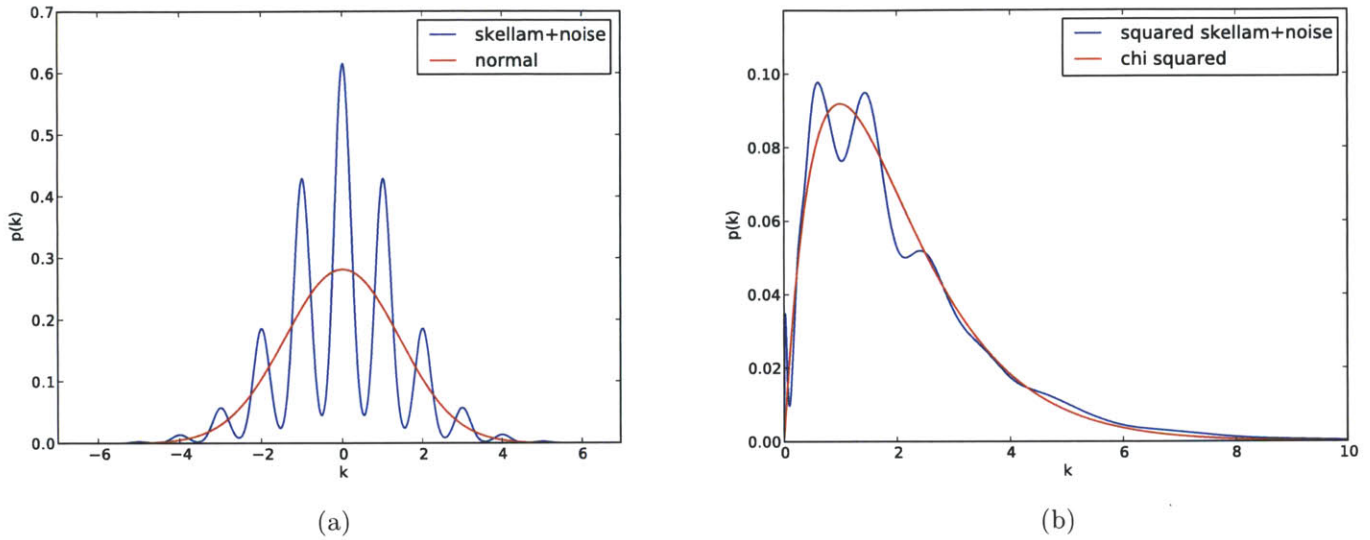 0.7
0.6
0.5
0.4
0.3
0.2
0.1
0.0
p(k)
−6
−4
−2
0
2
4
6
k
skellam+noise
normal
(a)
0.10
0.08
0.06
0.04
0.02
0.00
p(k)
0
2
4
6
8
10
k
squared skellam+noise
chi squared
(b)